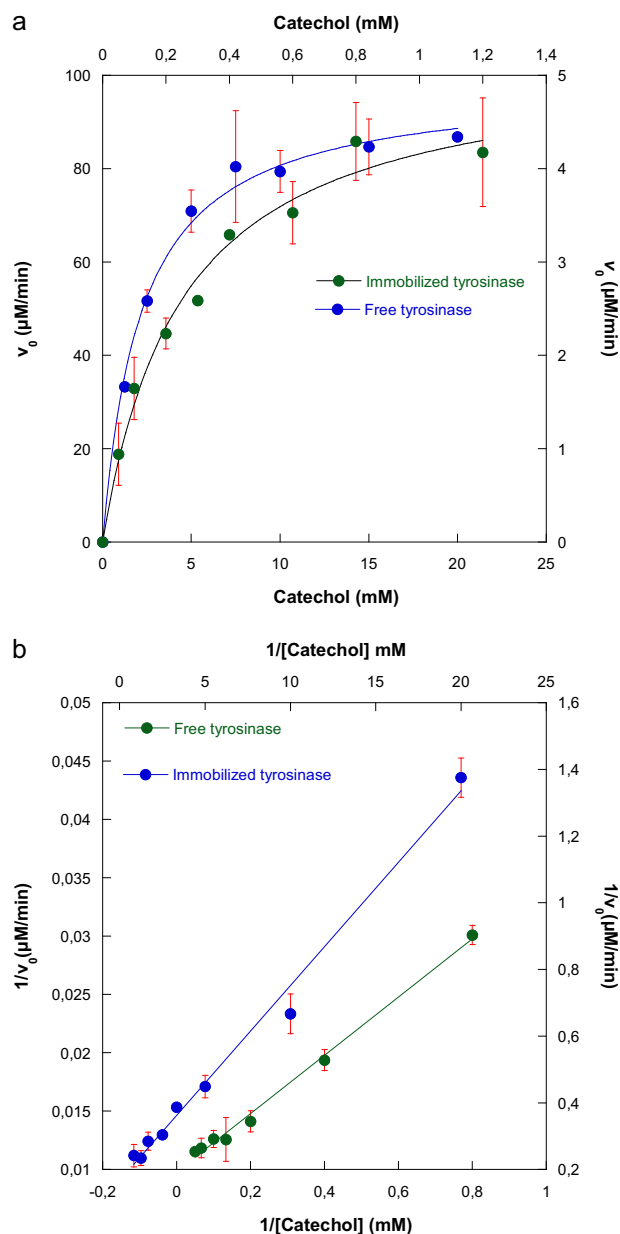 a
Catechol (mM)
0 0,2 0,4 0,6 0,8 1 1,2 1,4
100 5
80 4
60 3
Immobilized tyrosinase
Free tyrosinase
v₀ (µM/min)
v₀ (µM/min)
40 2
20 1
0 0
0 5 10 15 20 25
Catechol (mM)
b
1/[Catechol] mM
0 5 10 15 20 25
0,05 1,6
Free tyrosinase
0,045 1,4
Immobilized tyrosinase
0,04 1,2
0,035
1/v₀(µM/min)
1/v₀(µM/min)
1
0,03
0,8
0,025
0,6
0,02
0,4
0,015
0,01 0,2
-0,2 0 0,2 0,4 0,6 0,8 1
1/[Catechol] (mM)